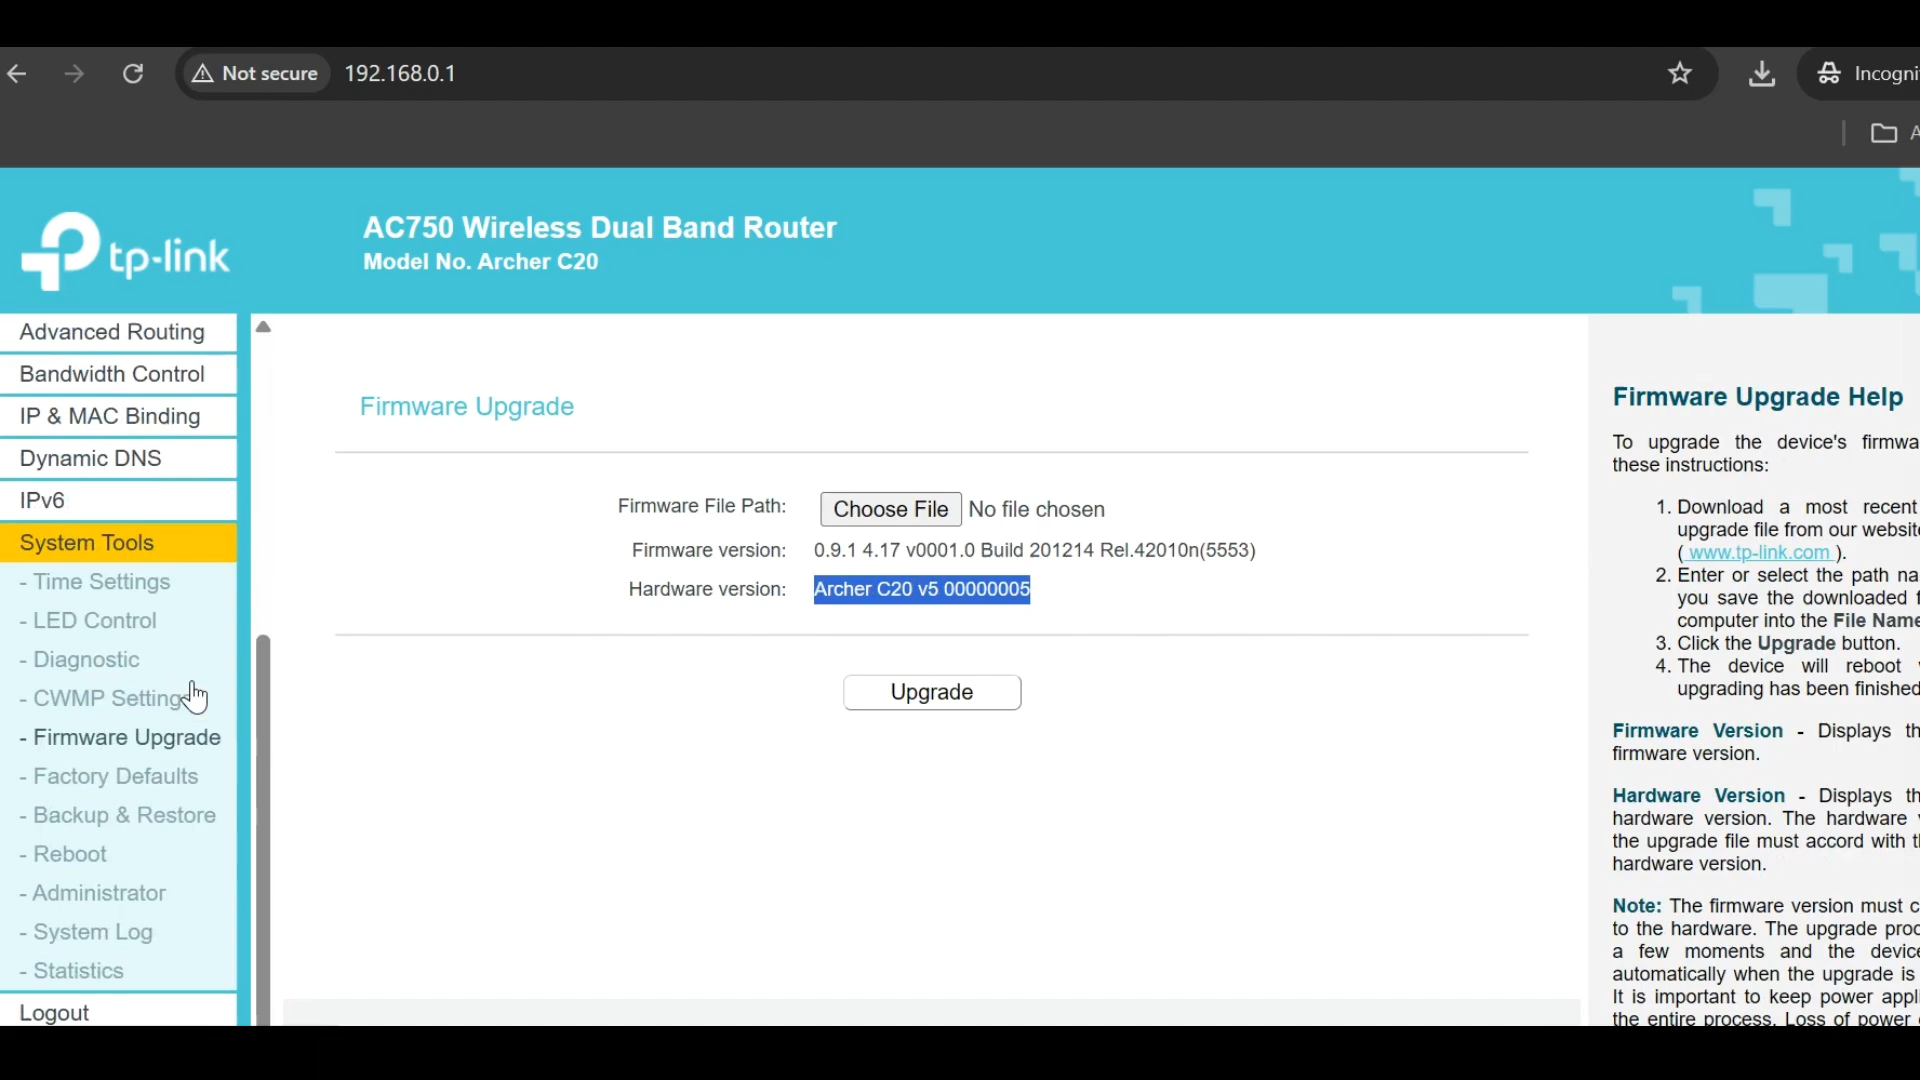 Not secure 192.168.0.1
tp-link
AC750 Wireless Dual Band Router
Model No. Archer C20
Advanced Routing
Bandwidth Control
IP & MAC Binding
Dynamic DNS
IPv6
System Tools
- Time Settings
- LED Control
- Diagnostic
- CWMP Setting
- Firmware Upgrade
- Factory Defaults
- Backup & Restore
- Reboot
- Administrator
- System Log
- Statistics
Logout
Firmware Upgrade
Firmware File Path: Choose File No file chosen
Firmware version: 0.9.1 4.17 v0001.0 Build 201214 Rel.42010n(5553)
Hardware version: Archer C20 v5 00000005
Upgrade
Firmware Upgrade Help
To upgrade the device's
these instructions:
1. Download a most recent
upgrade file from our
( www.tp-link.com ).
2. Enter or select the path
you save the downloaded
computer into the File Name
3. Click the Upgrade button.
4. The device will reboot
upgrading has been finished
Firmware Version - Displays
firmware version.
Hardware Version - Displays
hardware version. The hardware
the upgrade file must accord with
hardware version.
Note: The firmware version must
to the hardware. The upgrade
a few moments and the
automatically when the upgrade is
It is important to keep power
the entire process. Loss of power